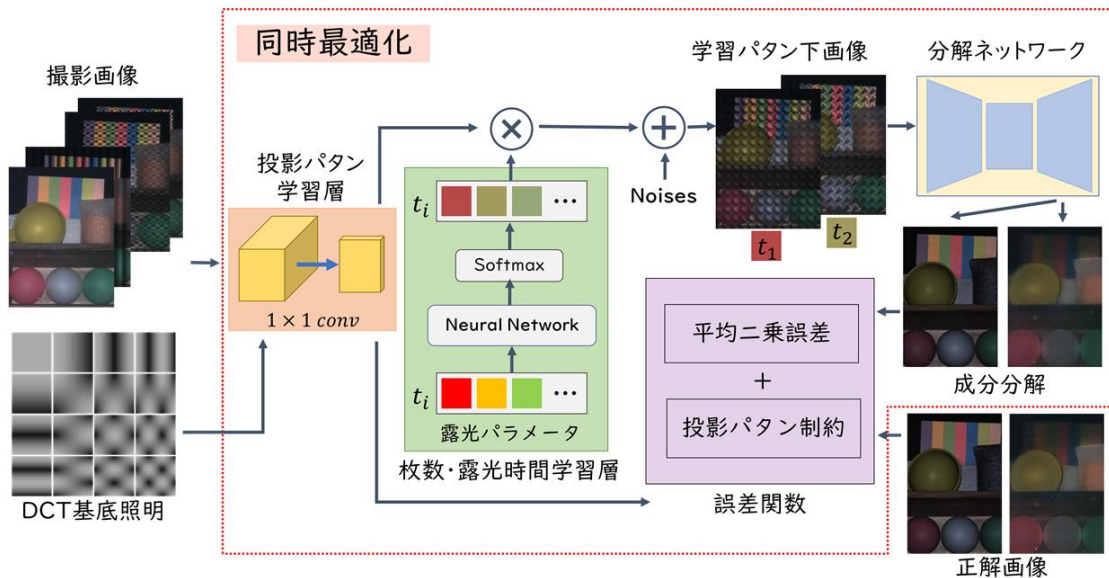 同時最適化
撮影画像
学習パタン下画像
分解ネットワーク
投影パタン
学習層
1 × 1 conv
×
+
Noises
t₁
t₂
tᵢ
Softmax
Neural Network
tᵢ
露光パラメータ
枚数・露光時間学習層
平均二乗誤差
+
投影パタン制約
誤差関数
成分分解
DCT基底照明
正解画像